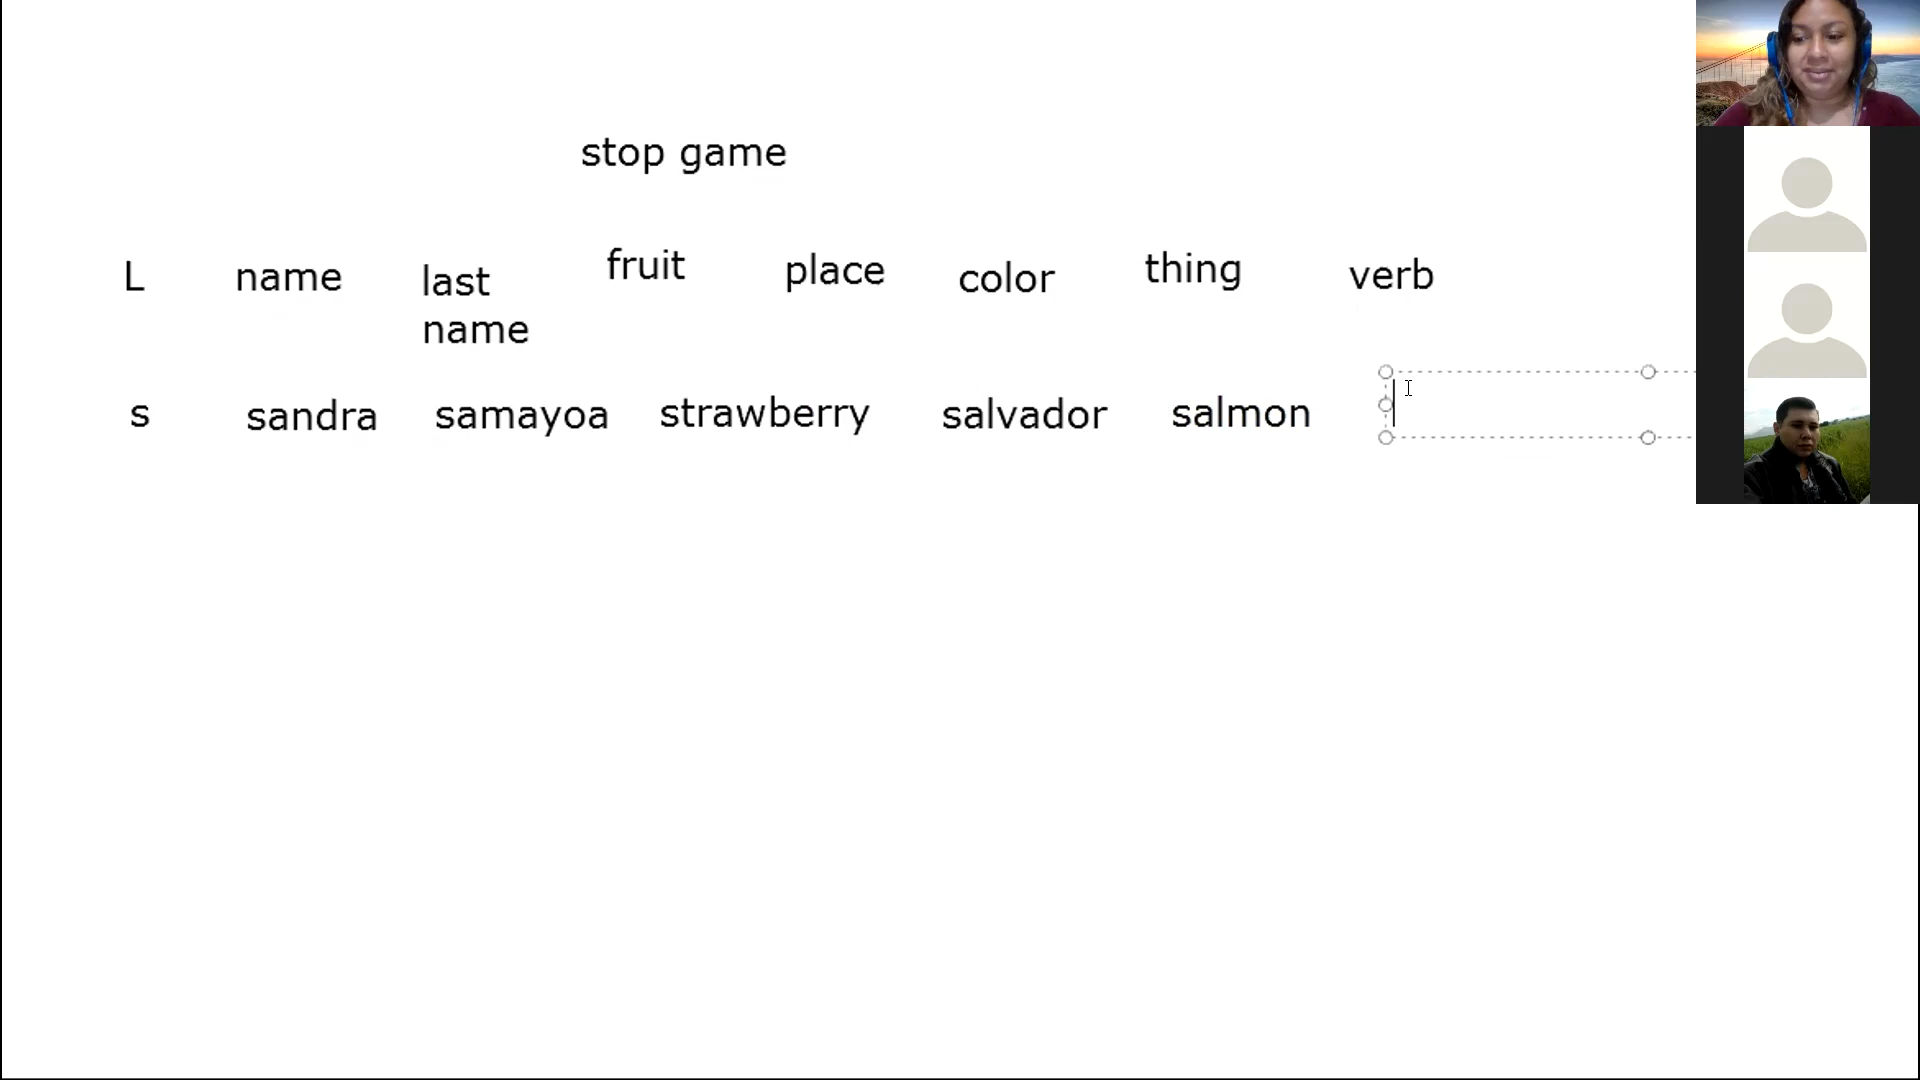 stop game
L name last name fruit place color thing verb
s sandra samayoa strawberry salvador salmon